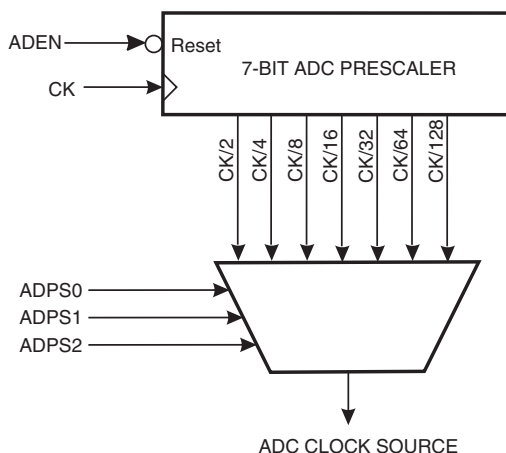 ADEN
Reset
7-BIT ADC PRESCALER
CK
CK/2
CK/4
CK/8
CK/16
CK/32
CK/64
CK/128
ADPS0
ADPS1
ADPS2
ADC CLOCK SOURCE